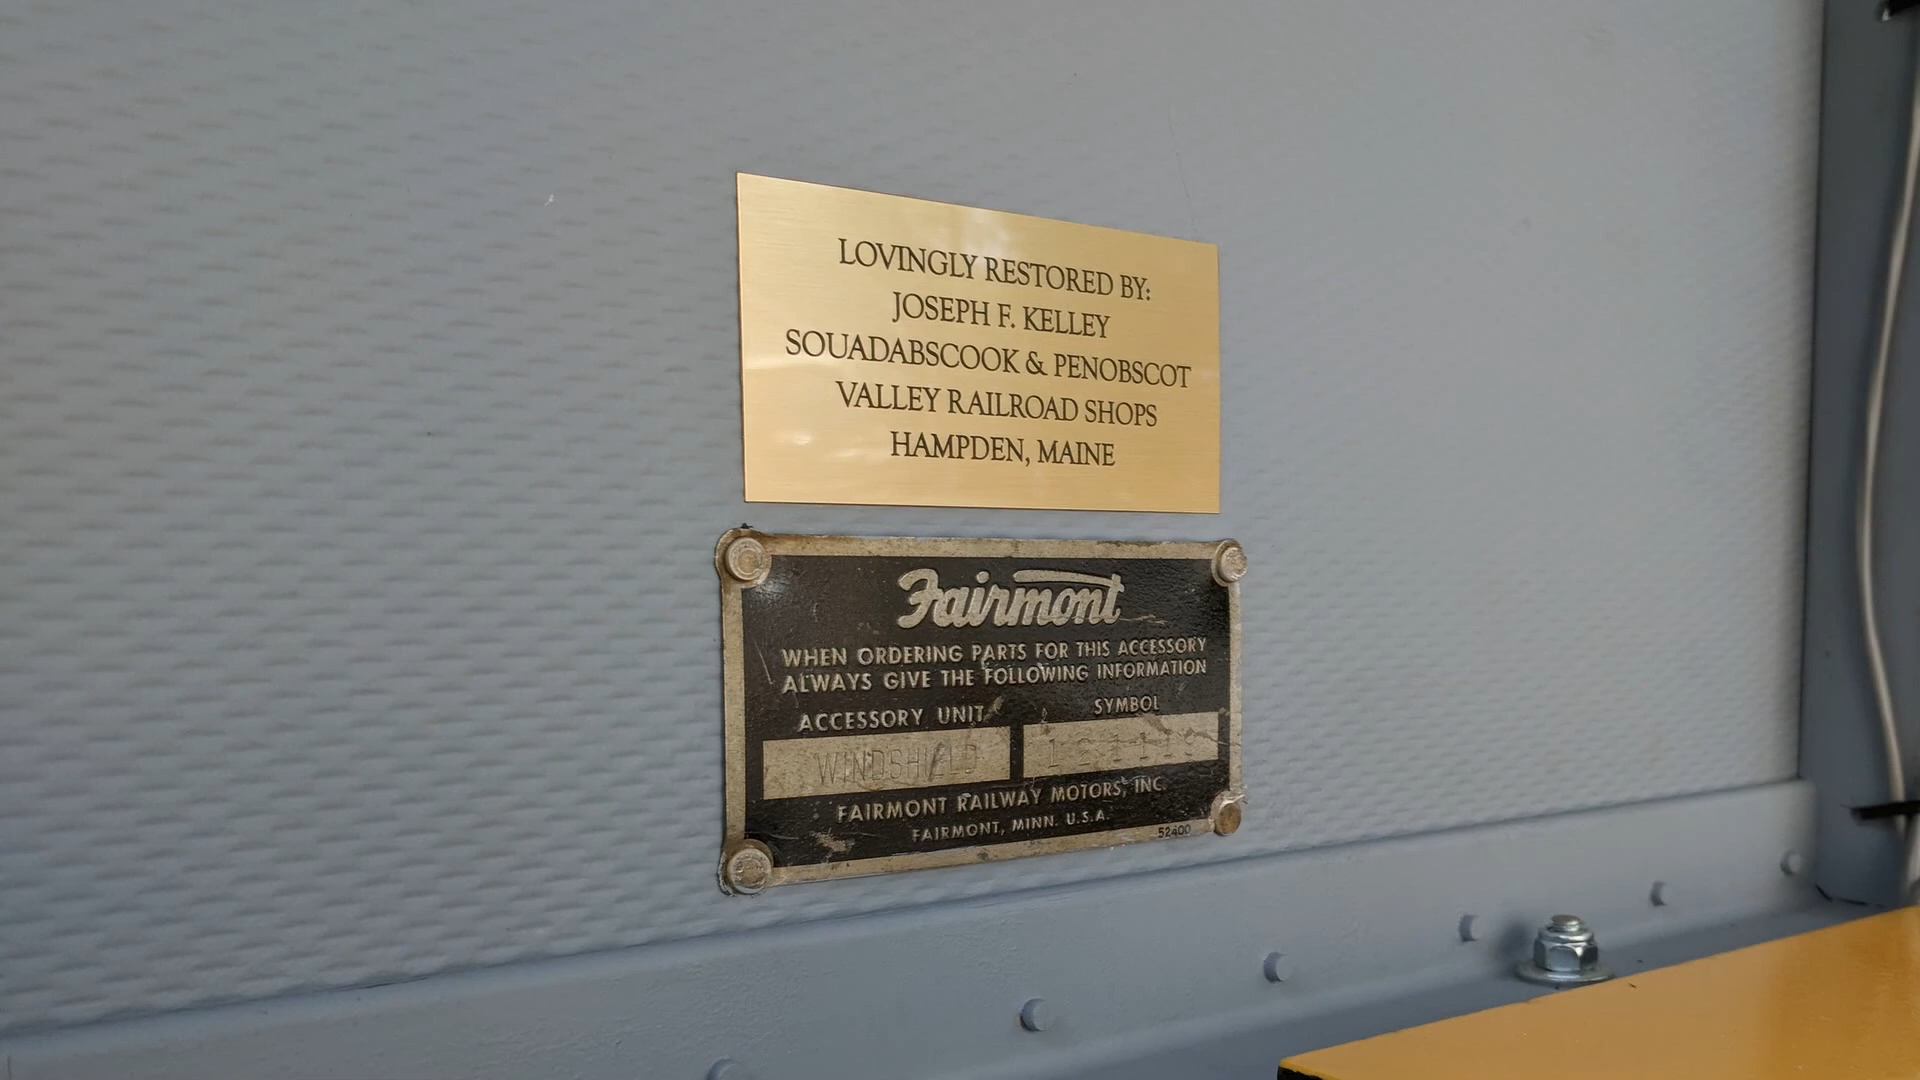 LOVINGLY RESTORED BY:
JOSEPH F. KELLEY
SOUADABSCOOK & PENOBSCOT
VALLEY RAILROAD SHOPS
HAMPDEN, MAINE
Fairmont
WHEN ORDERING PARTS FOR THIS ACCESSORY
ALWAYS GIVE THE FOLLOWING INFORMATION
ACCESSORY UNIT SYMBOL
WINDSHIELD
FAIRMONT RAILWAY MOTORS, INC.
FAIRMONT, MINN. U.S.A.
52400